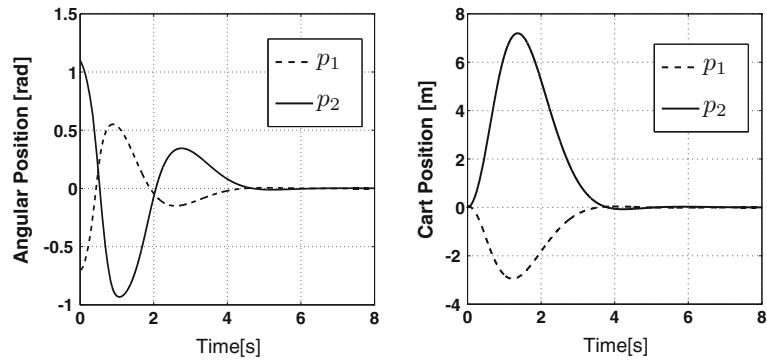 1.5
1
0.5
0
-0.5
-1
0 2 4 6 8
Angular Position [rad]
Time[s]
p1
p2
8
6
4
2
0
-2
-4
0 2 4 6 8
Cart Position [m]
Time[s]
p1
p2